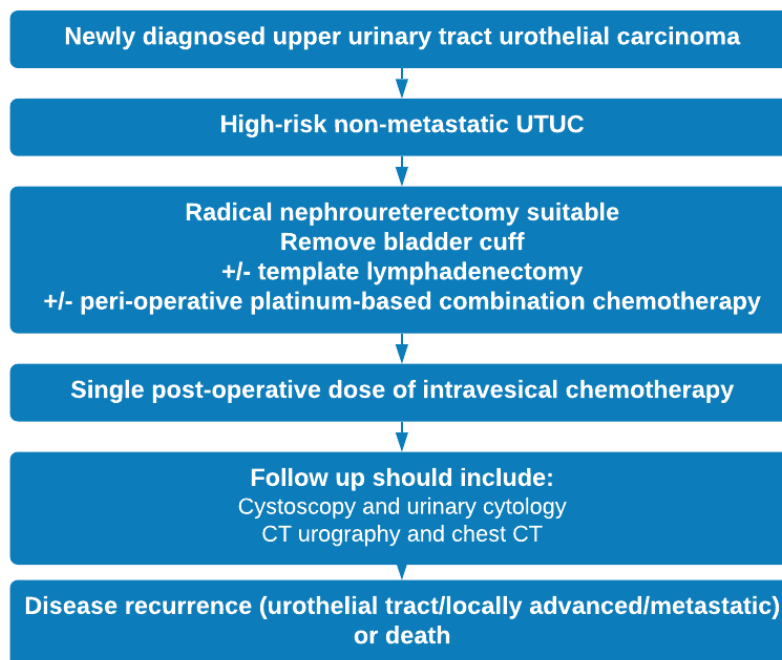 Newly diagnosed upper urinary tract urothelial carcinoma
High-risk non-metastatic UTUC
Radical nephroureterectomy suitable
Remove bladder cuff
+/- template lymphadenectomy
+/- peri-operative platinum-based combination chemotherapy
Single post-operative dose of intravesical chemotherapy
Follow up should include:
Cystoscopy and urinary cytology
CT urography and chest CT
Disease recurrence (urothelial tract/locally advanced/metastatic)
or death